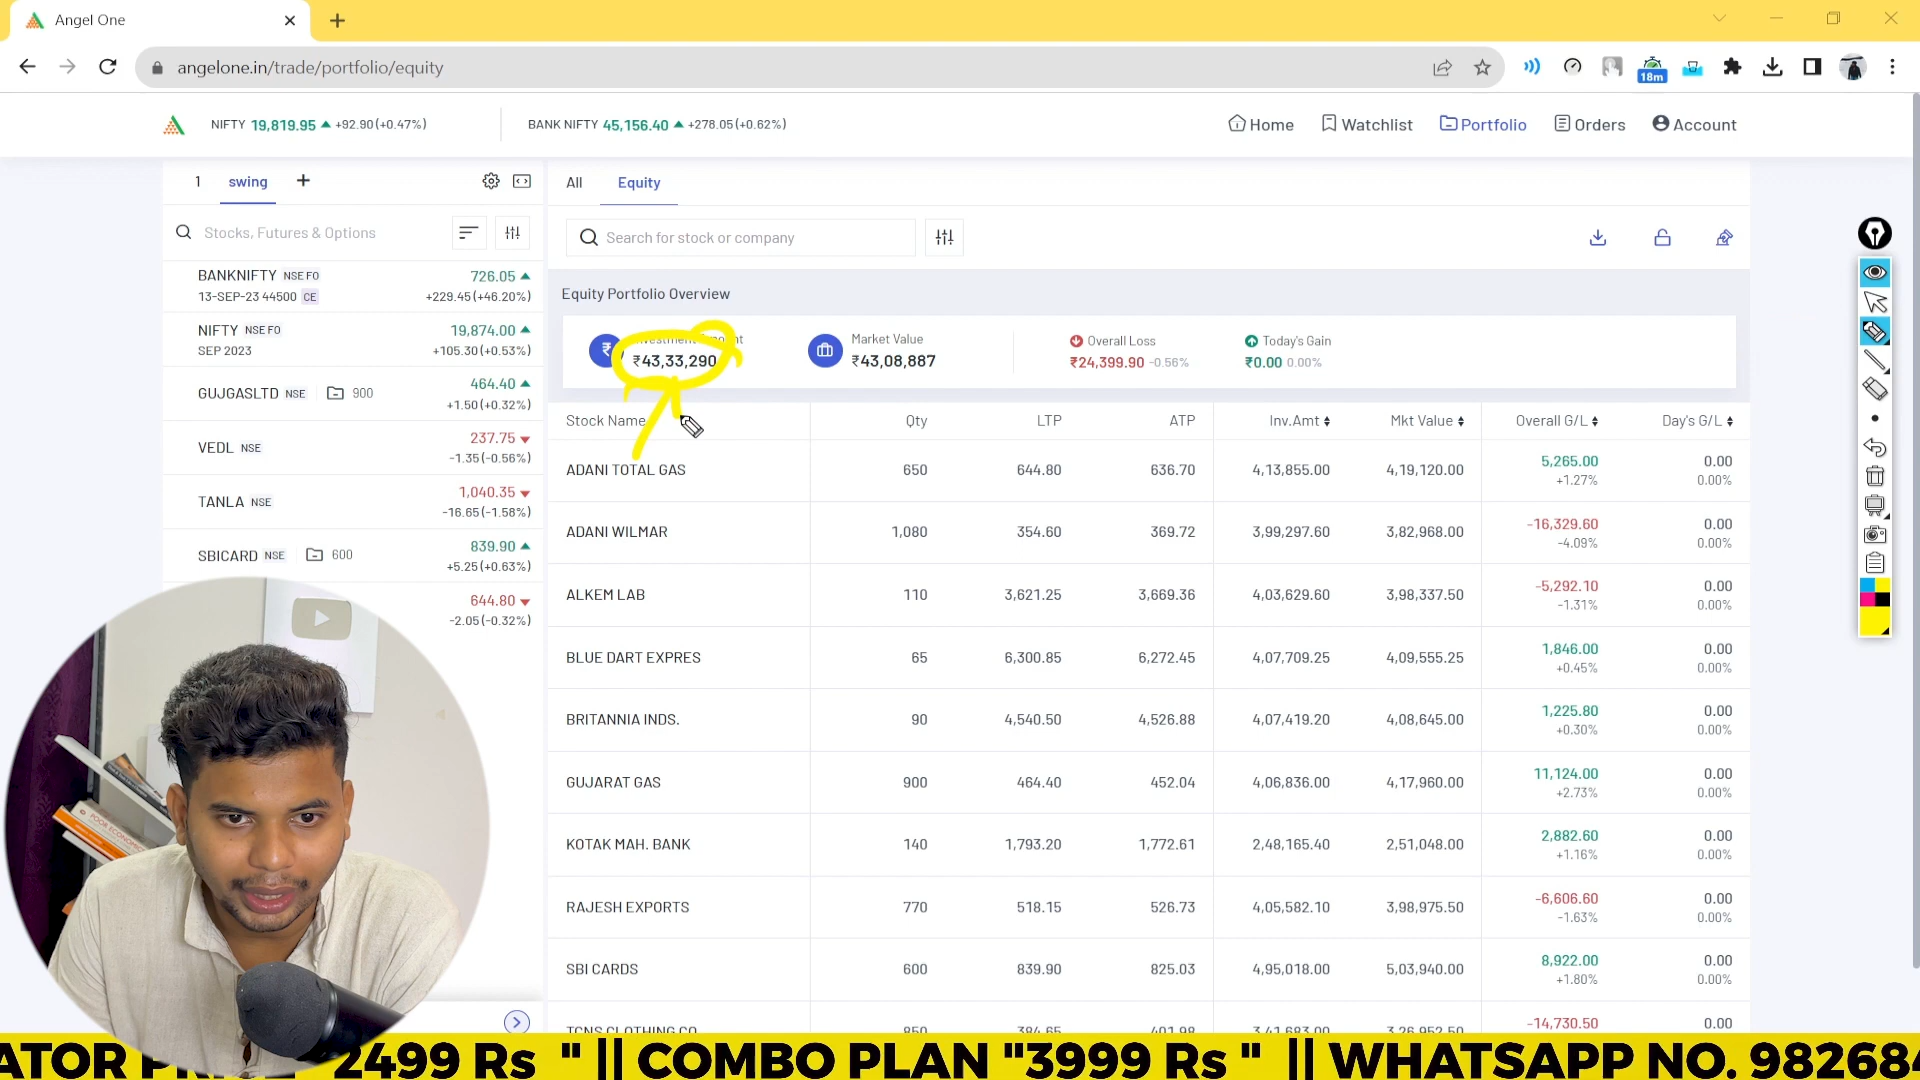 Angel One
angelone.in/trade/portfolio/equity
18m
NIFTY 19,819.95 +92.90 (+0.47%)
BANK NIFTY 45,156.40 +278.05 (+0.62%)
Home Watchlist Portfolio Orders Account
1 swing +
Stocks, Futures & Options
BANKNIFTY NSE FO 726.05
13-SEP-23 44500 CE +229.45 (+46.20%)
NIFTY NSE FO 19,874.00
SEP 2023 +105.30 (+0.53%)
GUJGASLTD NSE 900 464.40
+1.50 (+0.32%)
VEDL NSE 237.75
-1.35 (-0.56%)
TANLA NSE 1,040.35
-16.65 (-1.58%)
SBICARD NSE 600 839.90
+5.25 (+0.63%)
644.80
-2.05 (-0.32%)
All Equity
Search for stock or company
Equity Portfolio Overview
₹43,33,290
Market Value
₹43,08,887
Overall Loss
₹24,399.90 -0.56%
Today's Gain
₹0.00 0.00%
Stock Name Qty LTP ATP Inv.Amt Mkt Value Overall G/L Day's G/L
ADANI TOTAL GAS 650 644.80 636.70 4,13,855.00 4,19,120.00 5,265.00 0.00
+1.27% 0.00%
ADANI WILMAR 1,080 354.60 369.72 3,99,297.60 3,82,968.00 -16,329.60 0.00
-4.09% 0.00%
ALKEM LAB 110 3,621.25 3,669.36 4,03,629.60 3,98,337.50 -5,292.10 0.00
-1.31% 0.00%
BLUE DART EXPRES 65 6,300.85 6,272.45 4,07,709.25 4,09,555.25 1,846.00 0.00
+0.45% 0.00%
BRITANNIA INDS. 90 4,540.50 4,526.88 4,07,419.20 4,08,645.00 1,225.80 0.00
+0.30% 0.00%
GUJARAT GAS 900 464.40 452.04 4,06,836.00 4,17,960.00 11,124.00 0.00
+2.73% 0.00%
KOTAK MAH. BANK 140 1,793.20 1,772.61 2,48,165.40 2,51,048.00 2,882.60 0.00
+1.16% 0.00%
RAJESH EXPORTS 770 518.15 526.73 4,05,582.10 3,98,975.50 -6,606.60 0.00
-1.63% 0.00%
SBI CARDS 600 839.90 825.03 4,95,018.00 5,03,940.00 8,922.00 0.00
+1.80% 0.00%
TCNS CLOTHING CO 850 384.65 401.98 3,41,683.00 3,26,952.50 -14,730.50 0.00
2499 Rs " || COMBO PLAN "3999 Rs " || WHATSAPP NO. 98268